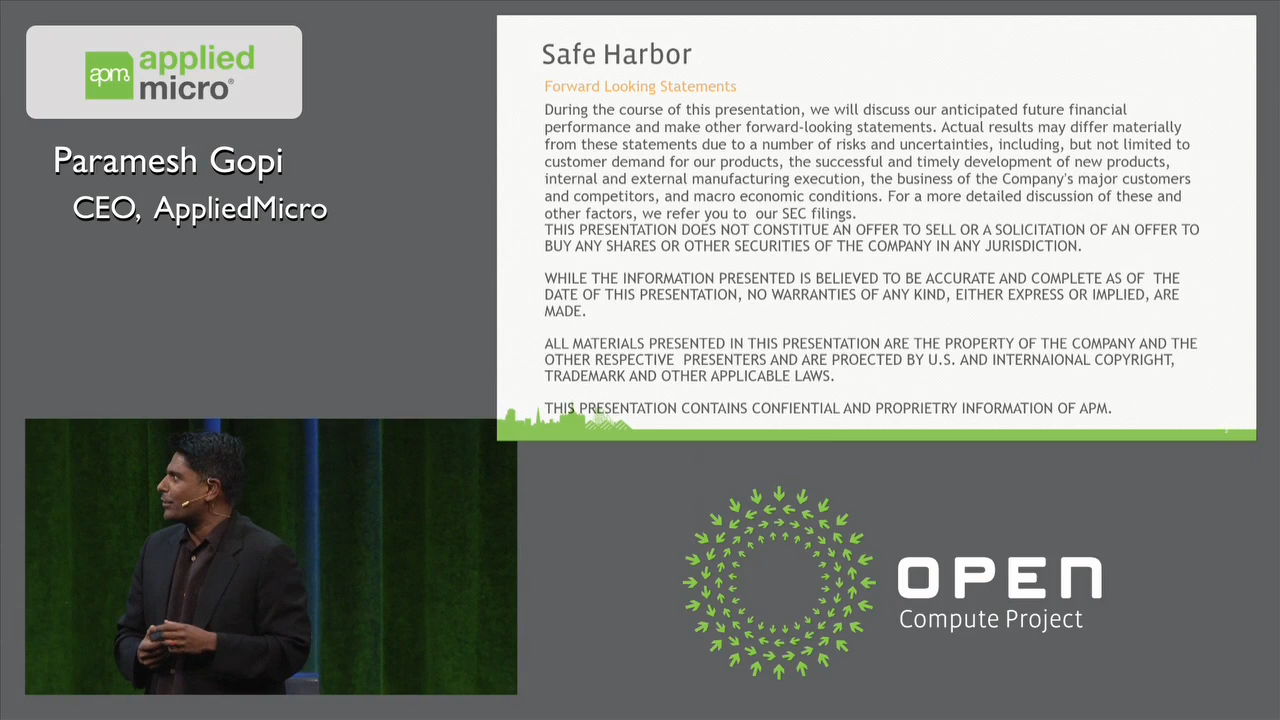 apm applied
micro®
Paramesh Gopi
CEO, AppliedMicro
Safe Harbor
Forward Looking Statements
During the course of this presentation, we will discuss our anticipated future financial
performance and make other forward-looking statements. Actual results may differ materially
from these statements due to a number of risks and uncertainties, including, but not limited to
customer demand for our products, the successful and timely development of new products,
internal and external manufacturing execution, the business of the Company's major customers
and competitors, and macro economic conditions. For a more detailed discussion of these and
other factors, we refer you to our SEC filings.
THIS PRESENTATION DOES NOT CONSTITUE AN OFFER TO SELL OR A SOLICITATION OF AN OFFER TO
BUY ANY SHARES OR OTHER SECURITIES OF THE COMPANY IN ANY JURISDICTION.
WHILE THE INFORMATION PRESENTED IS BELIEVED TO BE ACCURATE AND COMPLETE AS OF THE
DATE OF THIS PRESENTATION, NO WARRANTIES OF ANY KIND, EITHER EXPRESS OR IMPLIED, ARE
MADE.
ALL MATERIALS PRESENTED IN THIS PRESENTATION ARE THE PROPERTY OF THE COMPANY AND THE
OTHER RESPECTIVE PRESENTERS AND ARE PROECTED BY U.S. AND INTERNAIONAL COPYRIGHT,
TRADEMARK AND OTHER APPLICABLE LAWS.
THIS PRESENTATION CONTAINS CONFIENTIAL AND PROPRIETRY INFORMATION OF APM.
OPEN
Compute Project